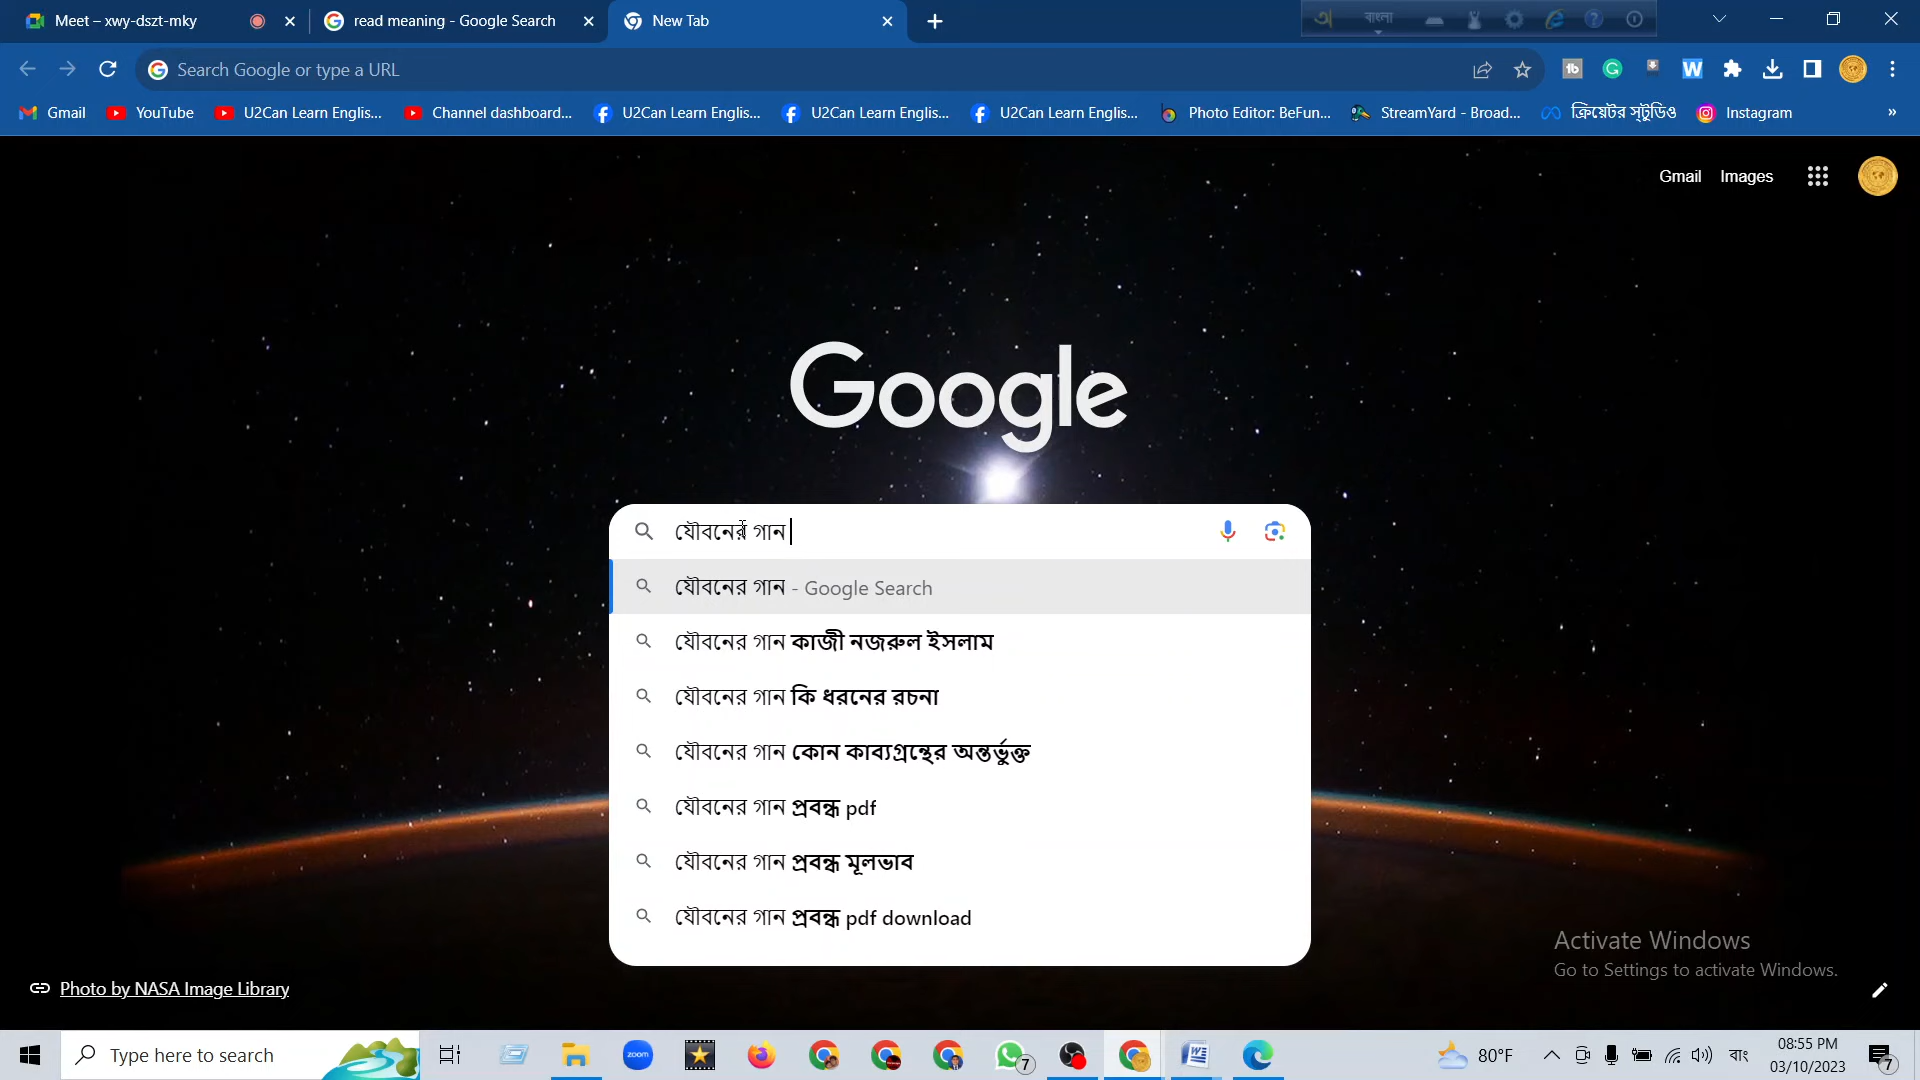 Meet – xwy-dszt-mky
read meaning - Google Search
New Tab
বাংলা
Search Google or type a URL
Gmail
YouTube
U2Can Learn Englis...
Channel dashboard...
U2Can Learn Englis...
U2Can Learn Englis...
U2Can Learn Englis...
Photo Editor: BeFun...
StreamYard - Broad...
ক্রিয়েটর স্টুডিও
Instagram
»
Gmail Images
Google
যৌবনের গান
যৌবনের গান - Google Search
যৌবনের গান কাজী নজরুল ইসলাম
যৌবনের গান কি ধরনের রচনা
যৌবনের গান কোন কাব্যগ্রন্থের অন্তর্ভুক্ত
যৌবনের গান প্রবন্ধ pdf
যৌবনের গান প্রবন্ধ মূলভাব
যৌবনের গান প্রবন্ধ pdf download
Activate Windows
Go to Settings to activate Windows.
Photo by NASA Image Library
Type here to search
zoom
7
80°F
বাং
08:55 PM
03/10/2023
7